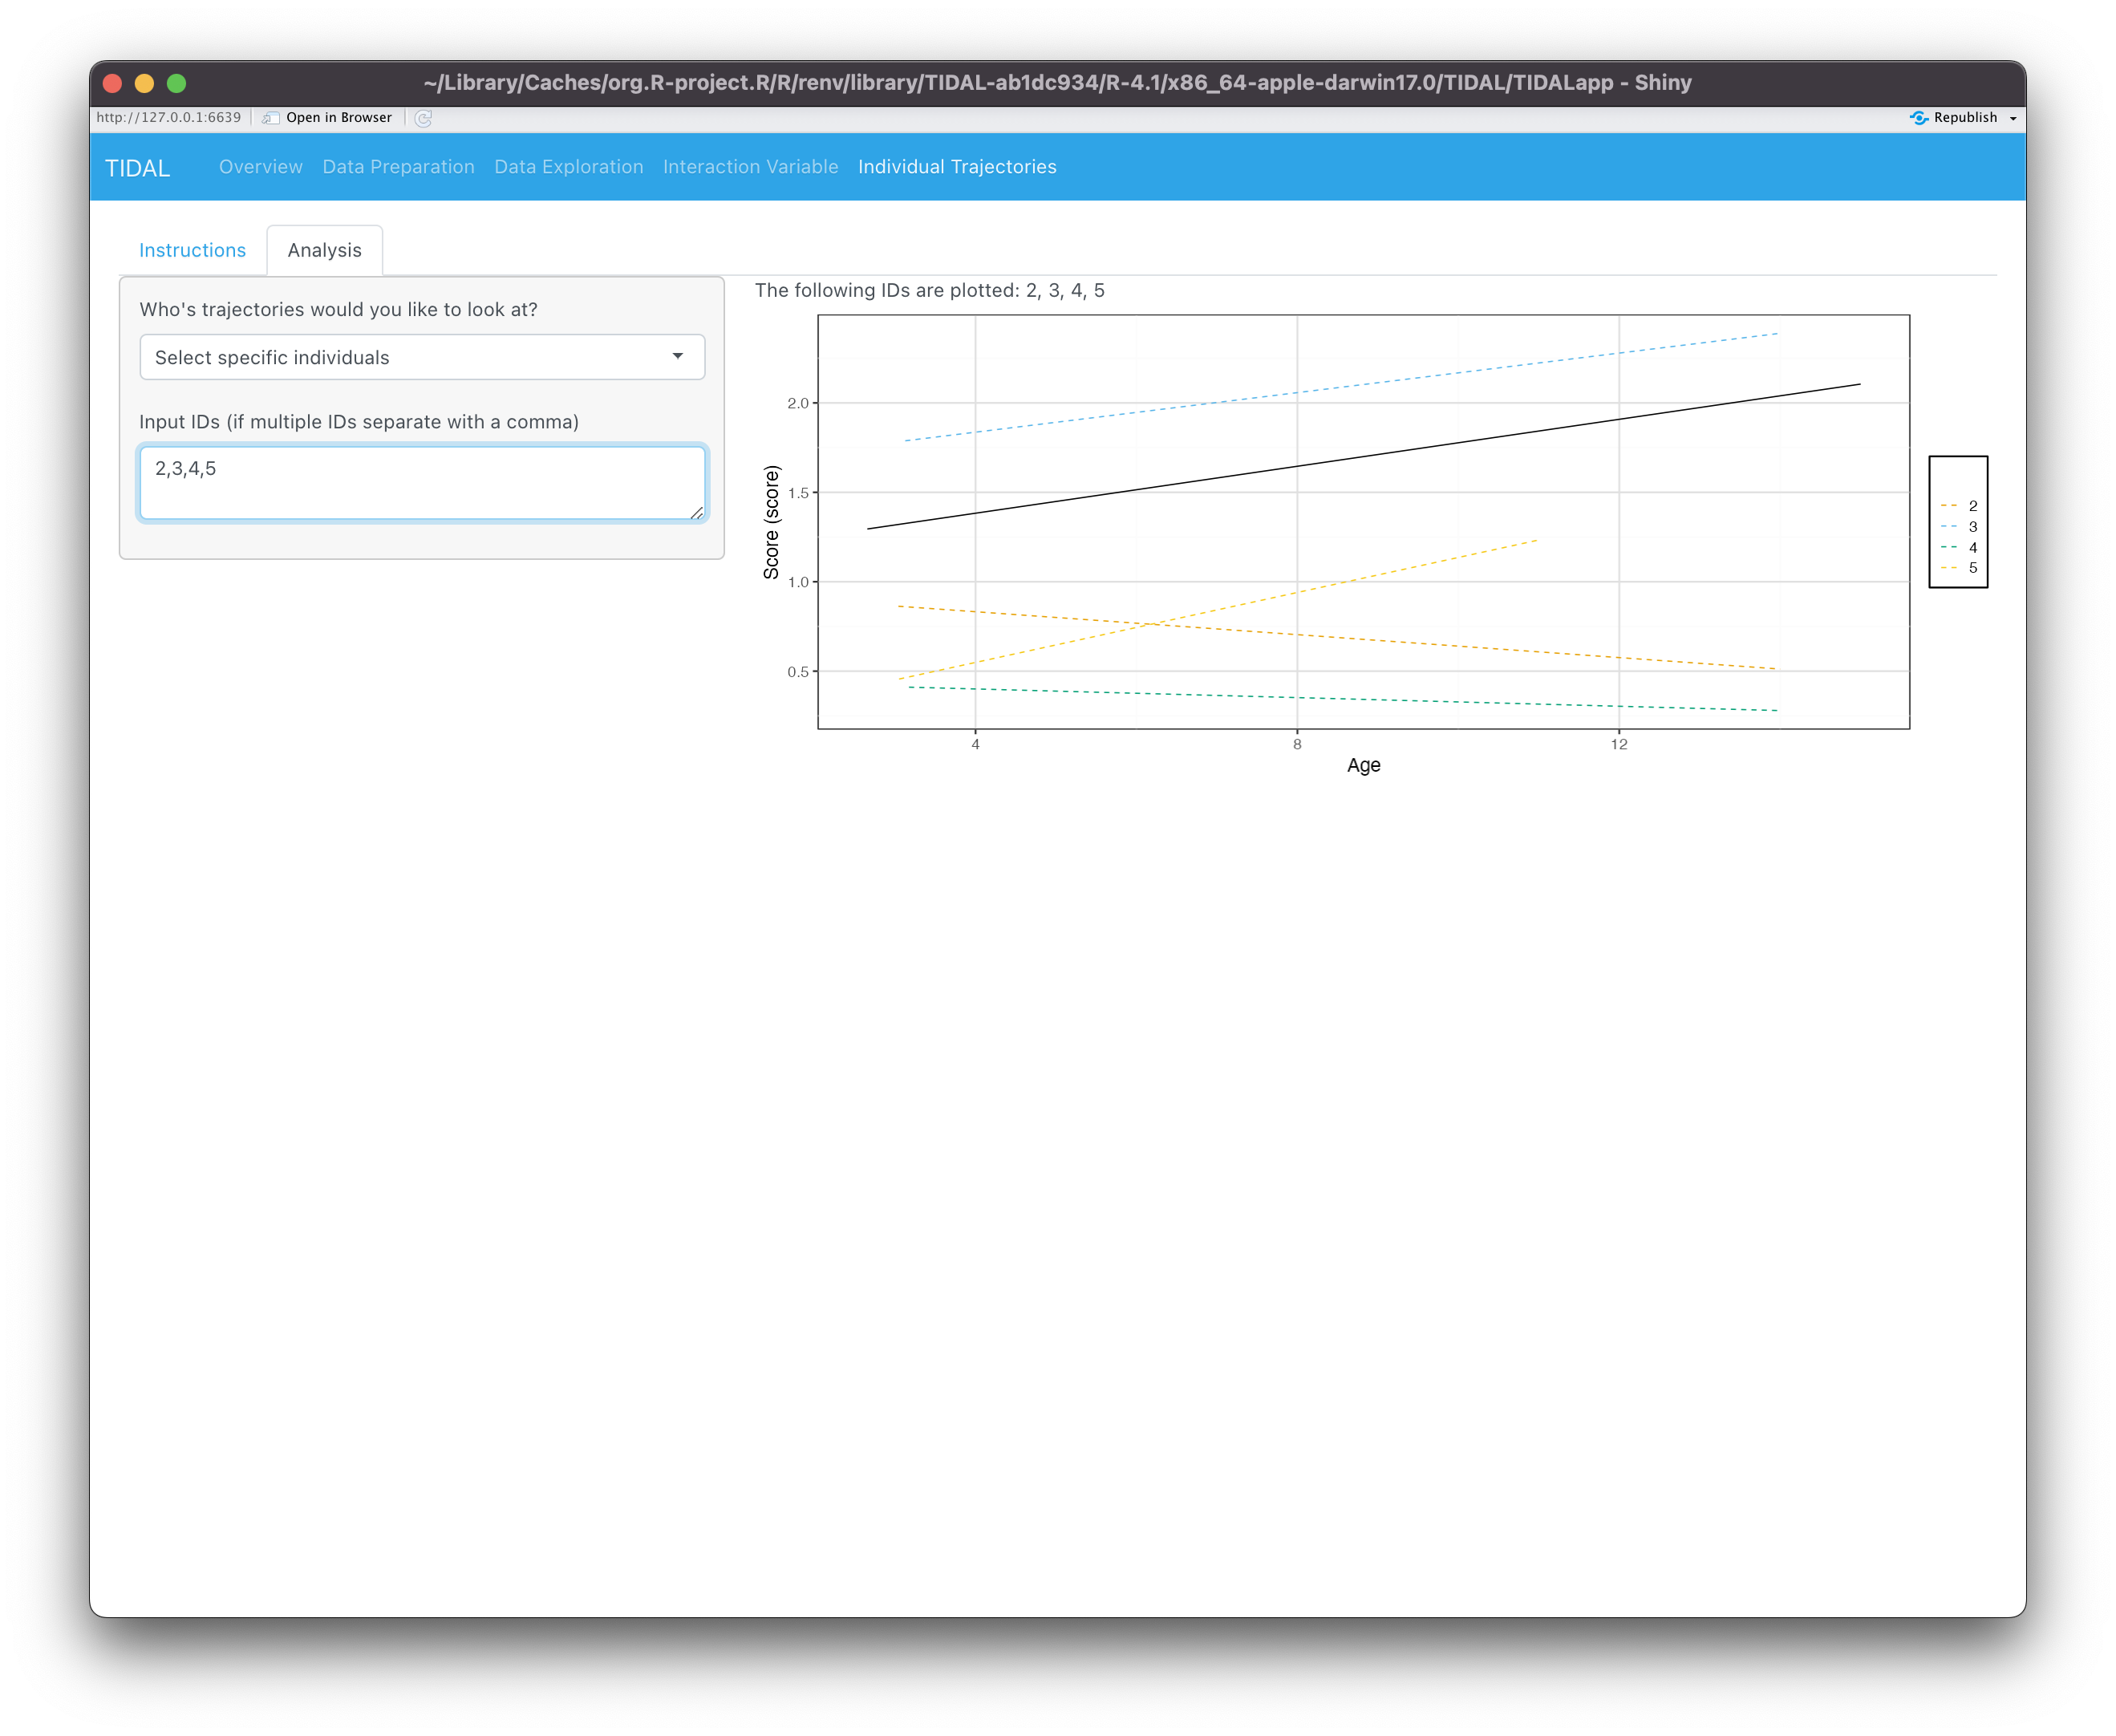 ~/Library/Caches/org.R-project.R/R/renv/library/TIDAL-ab1dc934/R-4.1/x86_64-apple-darwin17.0/TIDAL/TIDALapp - Shiny
http://127.0.0.1:6639 Open in Browser Republish
TIDAL Overview Data Preparation Data Exploration Interaction Variable Individual Trajectories
Instructions Analysis
Who's trajectories would you like to look at?
Select specific individuals
Input IDs (if multiple IDs separate with a comma)
2,3,4,5
The following IDs are plotted: 2, 3, 4, 5
Score (score)
2.0
1.5
1.0
0.5
4 8 12
Age
2
3
4
5